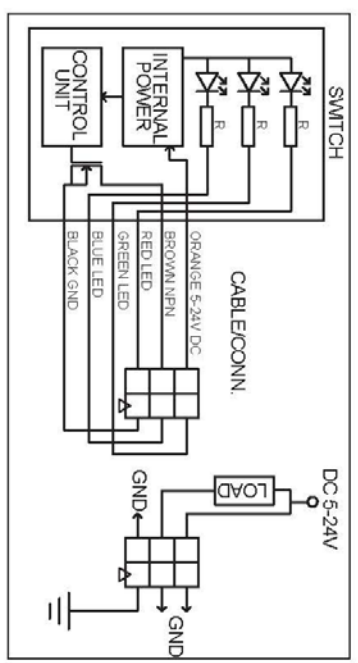 SWITCH
CONTROL
UNIT
INTERNAL
POWER
R
R
R
CABLE/CONN.
ORANGE 5-24V DC
BROWN NPN
RED LED
GREEN LED
BLUE LED
BLACK GND
DC 5-24V
LOAD
GND
GND